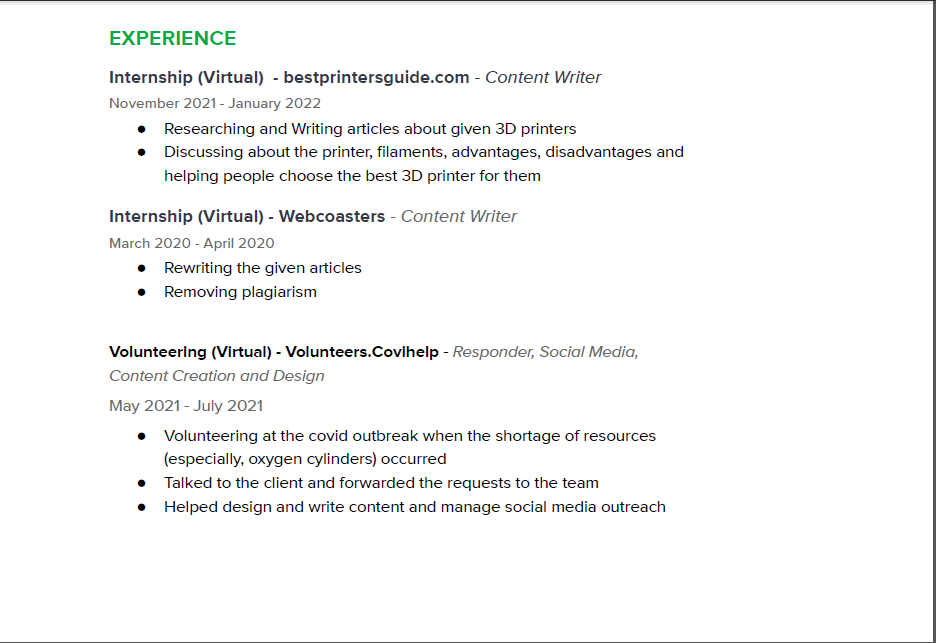 EXPERIENCE
Internship (Virtual)  - bestprintersguide.com - Content Writer
November 2021 - January 2022
● Researching and Writing articles about given 3D printers
● Discussing about the printer, filaments, advantages, disadvantages and
helping people choose the best 3D printer for them
Internship (Virtual) - Webcoasters - Content Writer
March 2020 - April 2020
● Rewriting the given articles
● Removing plagiarism
Volunteering (Virtual) - Volunteers.Covihelp - Responder, Social Media,
Content Creation and Design
May 2021 - July 2021
● Volunteering at the covid outbreak when the shortage of resources
(especially, oxygen cylinders) occurred
● Talked to the client and forwarded the requests to the team
● Helped design and write content and manage social media outreach